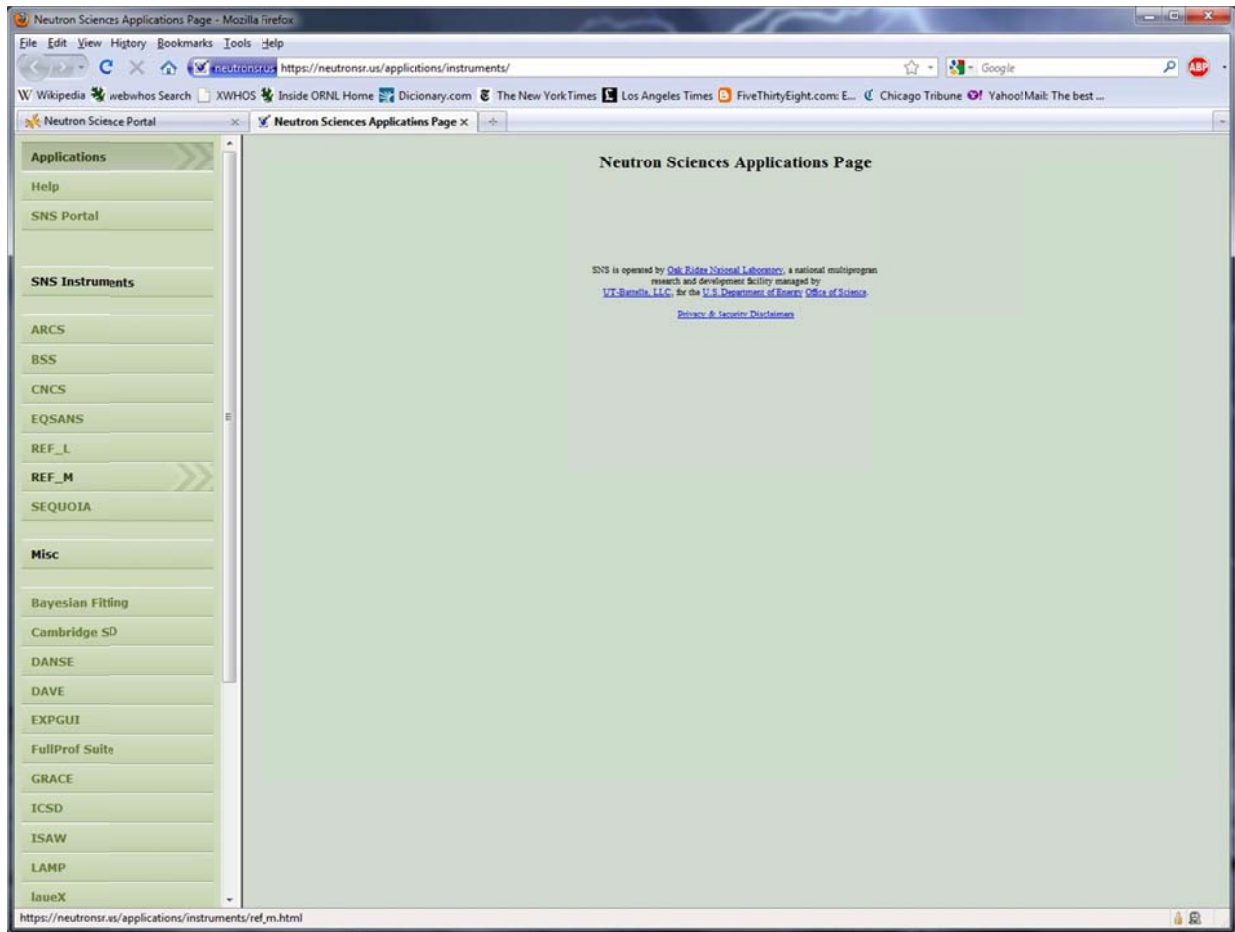 Neutron Sciences Applications Page - Mozilla Firefox
File Edit View History Bookmarks Tools Help
neutronsr.us https://neutronsr.us/applications/instruments/
Google
ABP
W Wikipedia webwhos Search XWHOS Inside ORNL Home Dicionary.com The New York Times Los Angeles Times FiveThirtyEight.com: E... Chicago Tribune Yahoo! Mail: The best ...
Neutron Science Portal
Neutron Sciences Applications Page
Applications
Help
SNS Portal
SNS Instruments
ARCS
BSS
CNCS
EQSANS
REF_L
REF_M
SEQUOIA
Misc
Bayesian Fitting
Cambridge SD
DANSE
DAVE
EXPGUI
FullProf Suite
GRACE
ICSD
ISAW
LAMP
laueX
Neutron Sciences Applications Page
SNS is operated by Oak Ridge National Laboratory, a national multiprogram
research and development facility managed by
UT-Battelle, LLC, for the U.S. Department of Energy Office of Science.
Privacy & Security Disclaimers
https://neutronsr.us/applications/instruments/ref_m.html